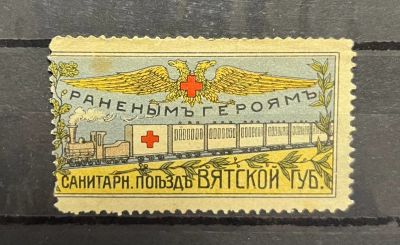 РАНЕНЫМЪ ГЕРОЯМЪ
САНИТАРН. ПОѢЗДЪ ВЯТСКОЙ ГУБ.